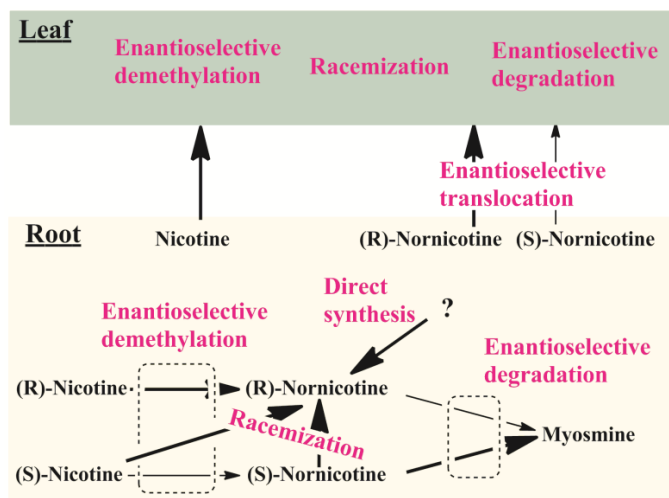 Leaf
Enantioselective
demethylation
Racemization
Enantioselective
degradation
Enantioselective
translocation
Root
Nicotine
(R)-Nornicotine
(S)-Nornicotine
Direct
synthesis
?
Enantioselective
demethylation
Enantioselective
degradation
(R)-Nicotine
(R)-Nornicotine
Racemization
Myosmine
(S)-Nicotine
(S)-Nornicotine